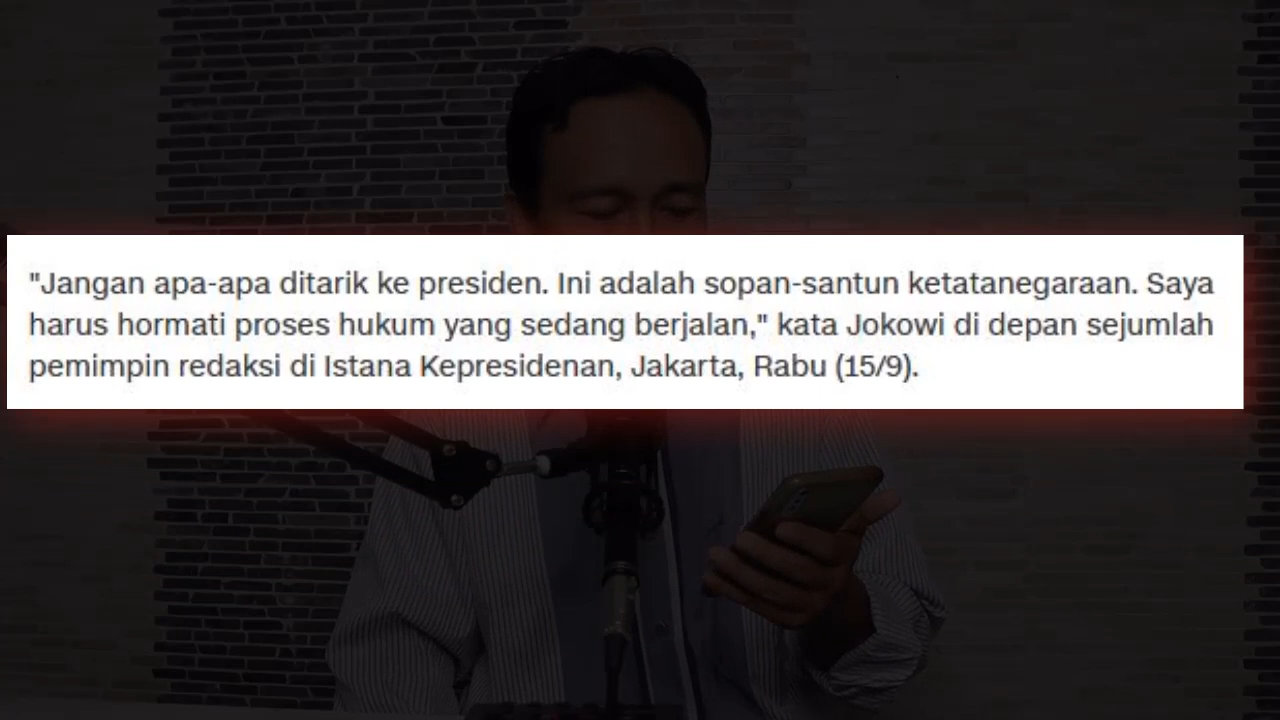 "Jangan apa-apa ditarik ke presiden. Ini adalah sopan-santun ketatanegaraan. Saya
harus hormati proses hukum yang sedang berjalan," kata Jokowi di depan sejumlah
pemimpin redaksi di Istana Kepresidenan, Jakarta, Rabu (15/9).